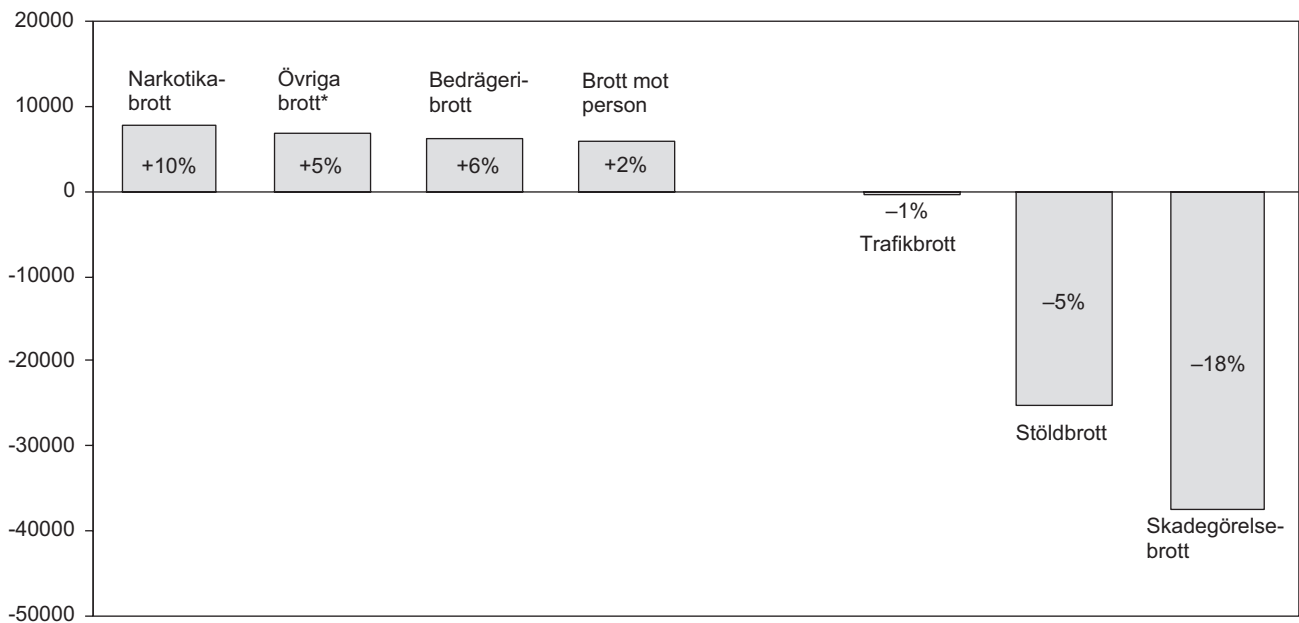 20000
10000
0
-10000
-20000
-30000
-40000
-50000
Narkotika-
brott
+10%
Övriga
brott*
+5%
Bedrägeri-
brott
+6%
Brott mot
person
+2%
–1%
Trafikbrott
–5%
Stöldbrott
–18%
Skadegörelse-
brott